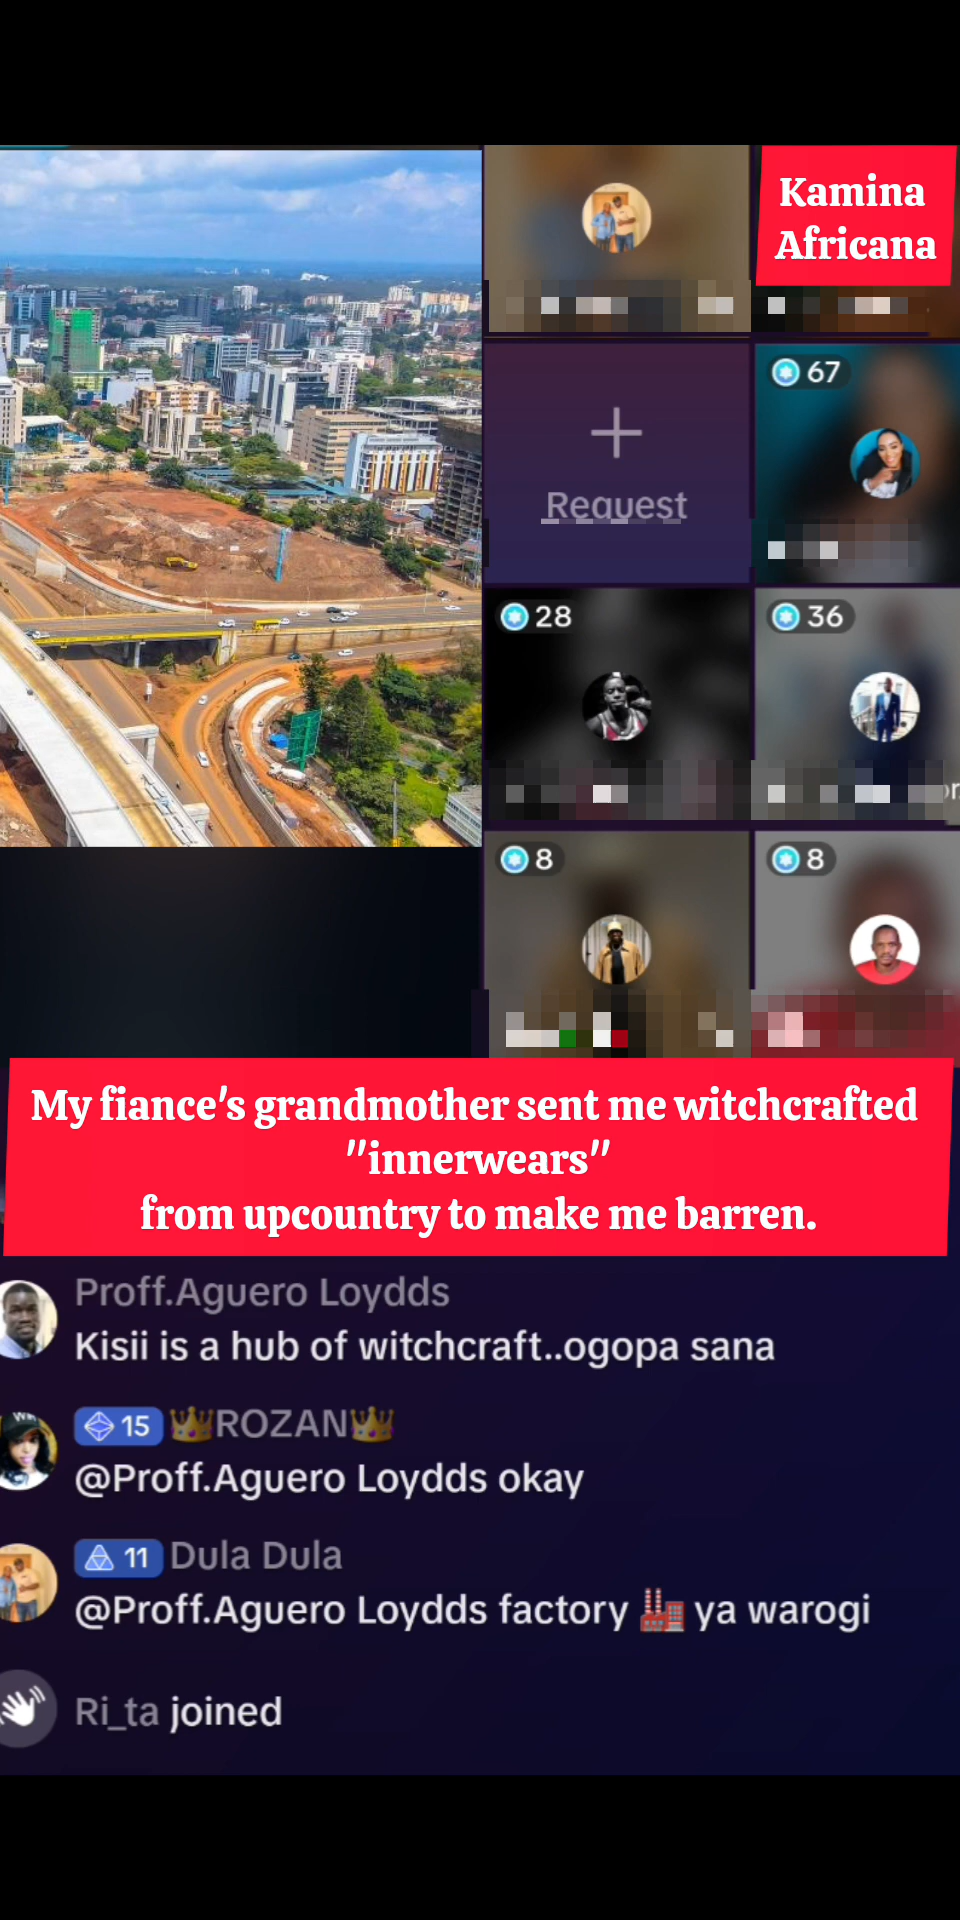 Kamina
Africana
67
Request
28
36
8
8
My fiance's grandmother sent me witchcrafted
"innerwears"
from upcountry to make me barren.
Proff.Aguero Loydds
Kisii is a hub of witchcraft..ogopa sana
15 👑ROZAN👑
@Proff.Aguero Loydds okay
11 Dula Dula
@Proff.Aguero Loydds factory 🏭 ya warogi
Ri_ta joined